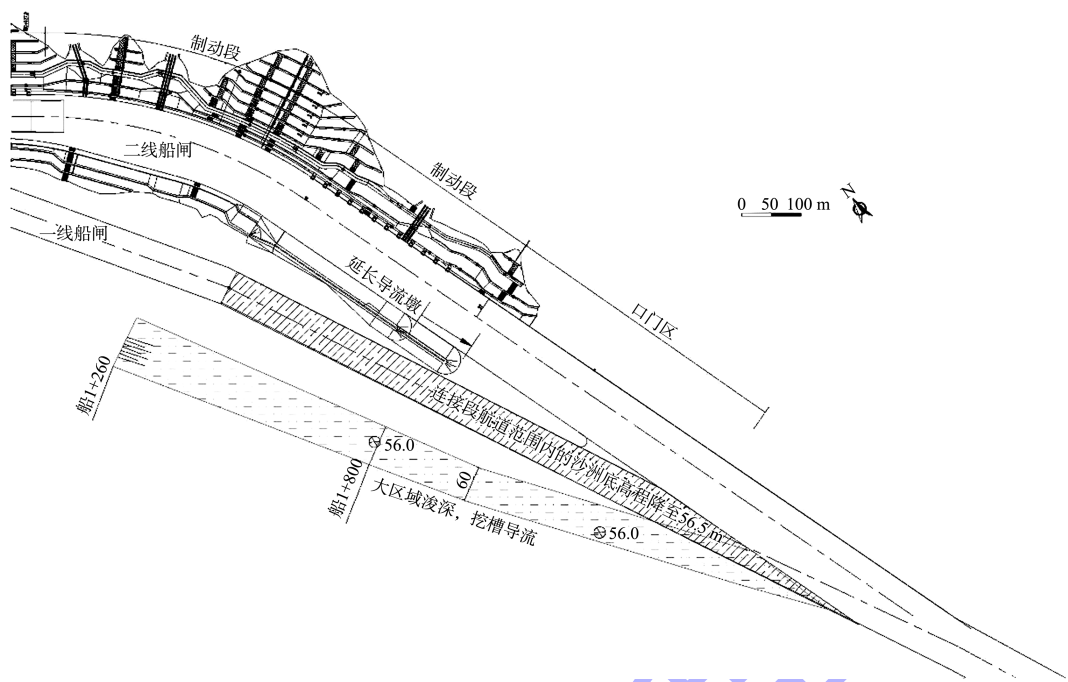 制动段
二线船闸
制动段
N
0 50 100 m
一线船闸
延长导流墩
口门区
船1+260
连接段航道范围内的沙洲底高程降至56.5 m
56.0
船1+800
60
大区域浚深，挖槽导流
56.0